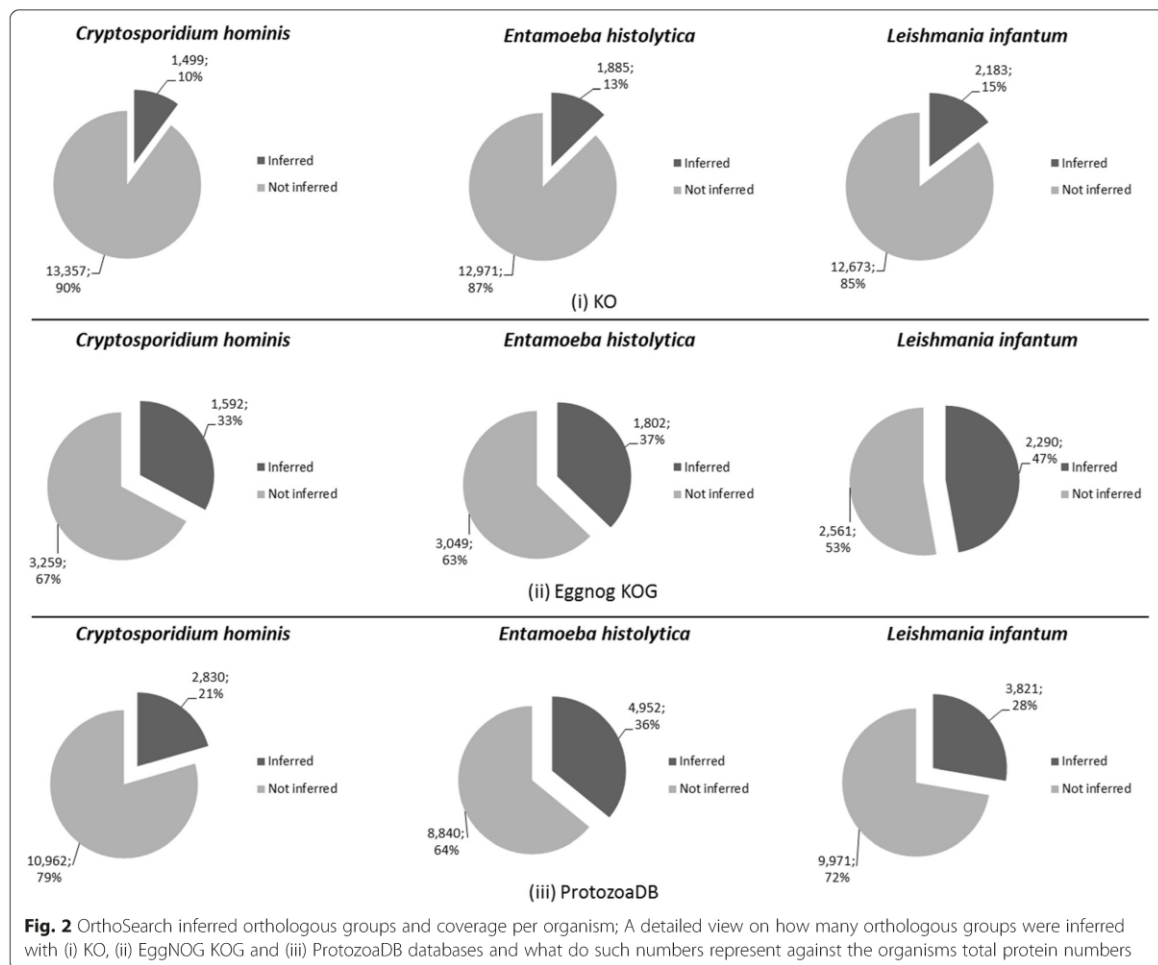 Cryptosporidium hominis
Entamoeba histolytica
Leishmania infantum
1,499;
10%
Inferred
Not inferred
13,357;
90%
1,885;
13%
Inferred
Not inferred
12,971;
87%
2,183;
15%
Inferred
Not inferred
12,673;
85%
(i) KO
Cryptosporidium hominis
Entamoeba histolytica
Leishmania infantum
1,592;
33%
Inferred
Not inferred
3,259;
67%
1,802;
37%
Inferred
Not inferred
3,049;
63%
2,290;
47%
Inferred
Not inferred
2,561;
53%
(ii) Eggnog KOG
Cryptosporidium hominis
Entamoeba histolytica
Leishmania infantum
2,830;
21%
Inferred
Not inferred
10,962;
79%
4,952;
36%
Inferred
Not inferred
8,840;
64%
3,821;
28%
Inferred
Not inferred
9,971;
72%
(iii) ProtozoaDB
Fig. 2 OrthoSearch inferred orthologous groups and coverage per organism; A detailed view on how many orthologous groups were inferred
with (i) KO, (ii) EggNOG KOG and (iii) ProtozoaDB databases and what do such numbers represent against the organisms total protein numbers